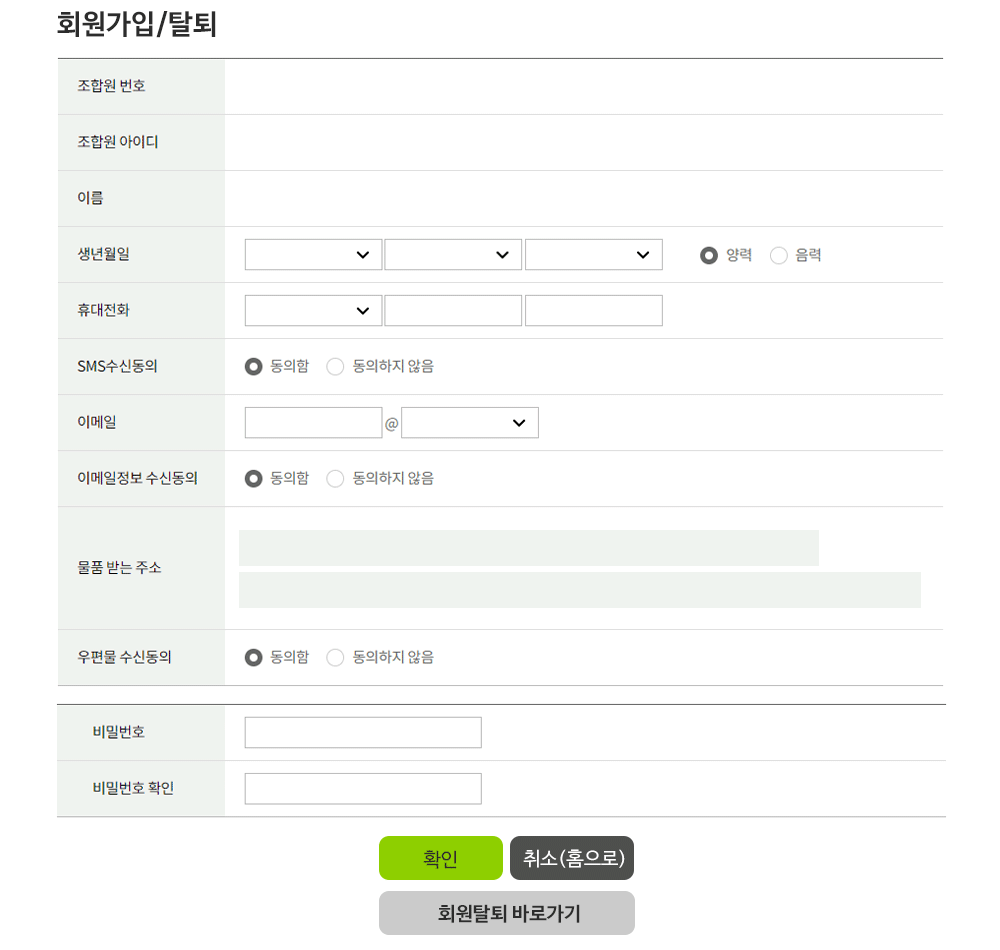 회원가입/탈퇴
조합원 번호
조합원 아이디
이름
생년월일 양력 음력
휴대전화
SMS수신동의 동의함 동의하지 않음
이메일 @
이메일정보 수신동의 동의함 동의하지 않음
물품 받는 주소
우편물 수신동의 동의함 동의하지 않음
비밀번호
비밀번호 확인
확인 취소(홈으로)
회원탈퇴 바로가기